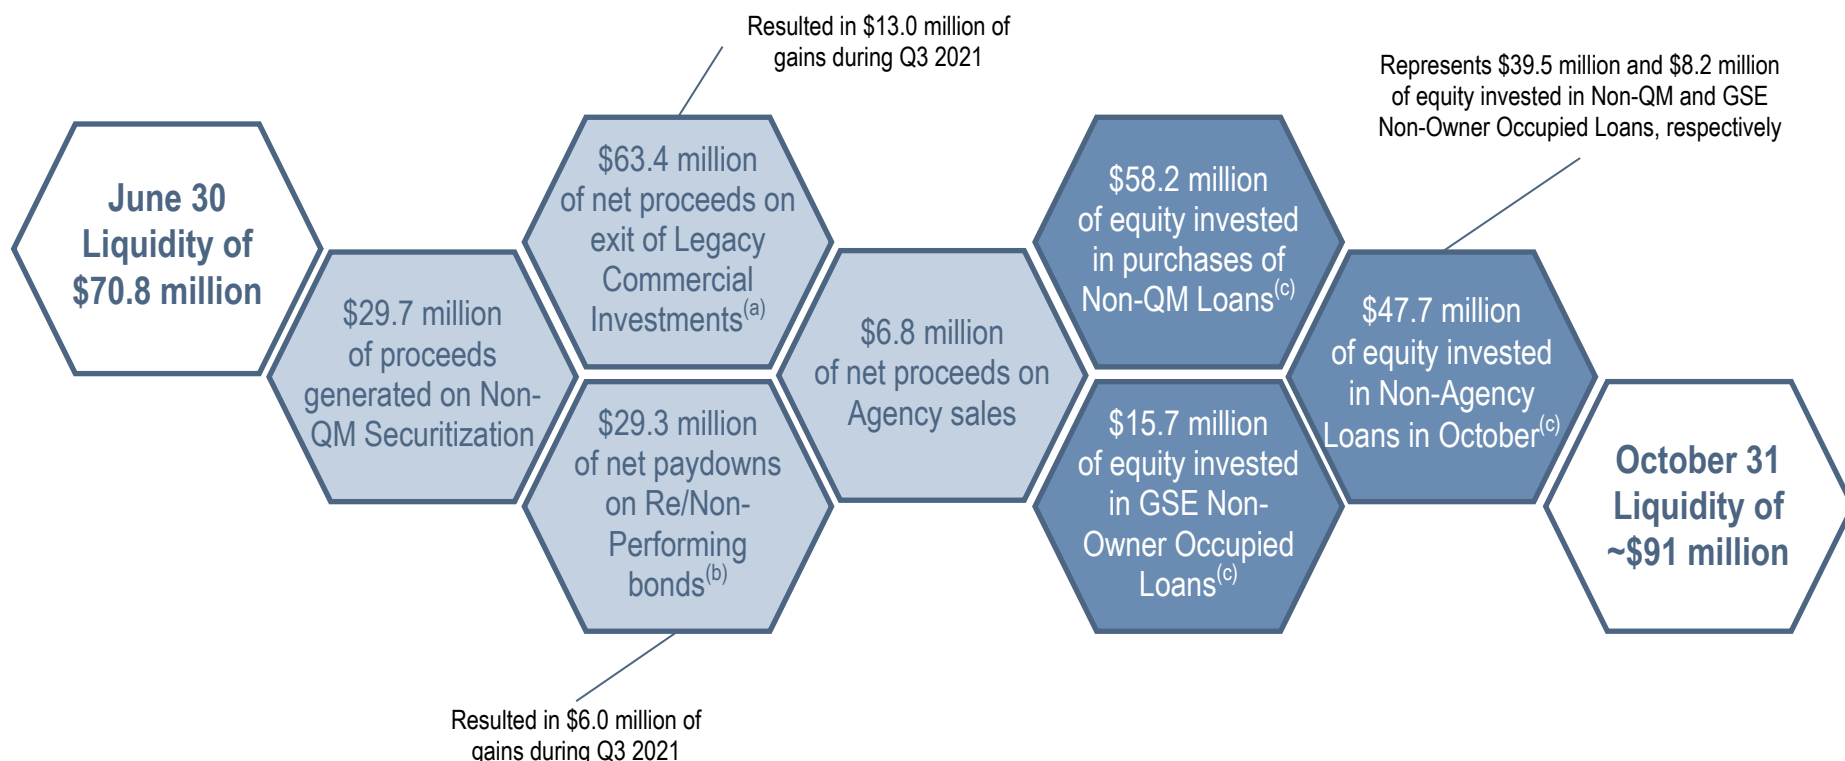 Resulted in $13.0 million of
gains during Q3 2021
Represents $39.5 million and $8.2 million
of equity invested in Non-QM and GSE
Non-Owner Occupied Loans, respectively
June 30
Liquidity of
$70.8 million
$29.7 million
of proceeds
generated on Non-
QM Securitization
$63.4 million
of net proceeds on
exit of Legacy
Commercial
Investments(a)
$29.3 million
of net paydowns
on Re/Non-
Performing
bonds(b)
$6.8 million
of net proceeds on
Agency sales
$58.2 million
of equity invested
in purchases of
Non-QM Loans(c)
$15.7 million
of equity invested
in GSE Non-
Owner Occupied
Loans(c)
$47.7 million
of equity invested
in Non-Agency
Loans in October(c)
October 31
Liquidity of
~$91 million
Resulted in $6.0 million of
gains during Q3 2021